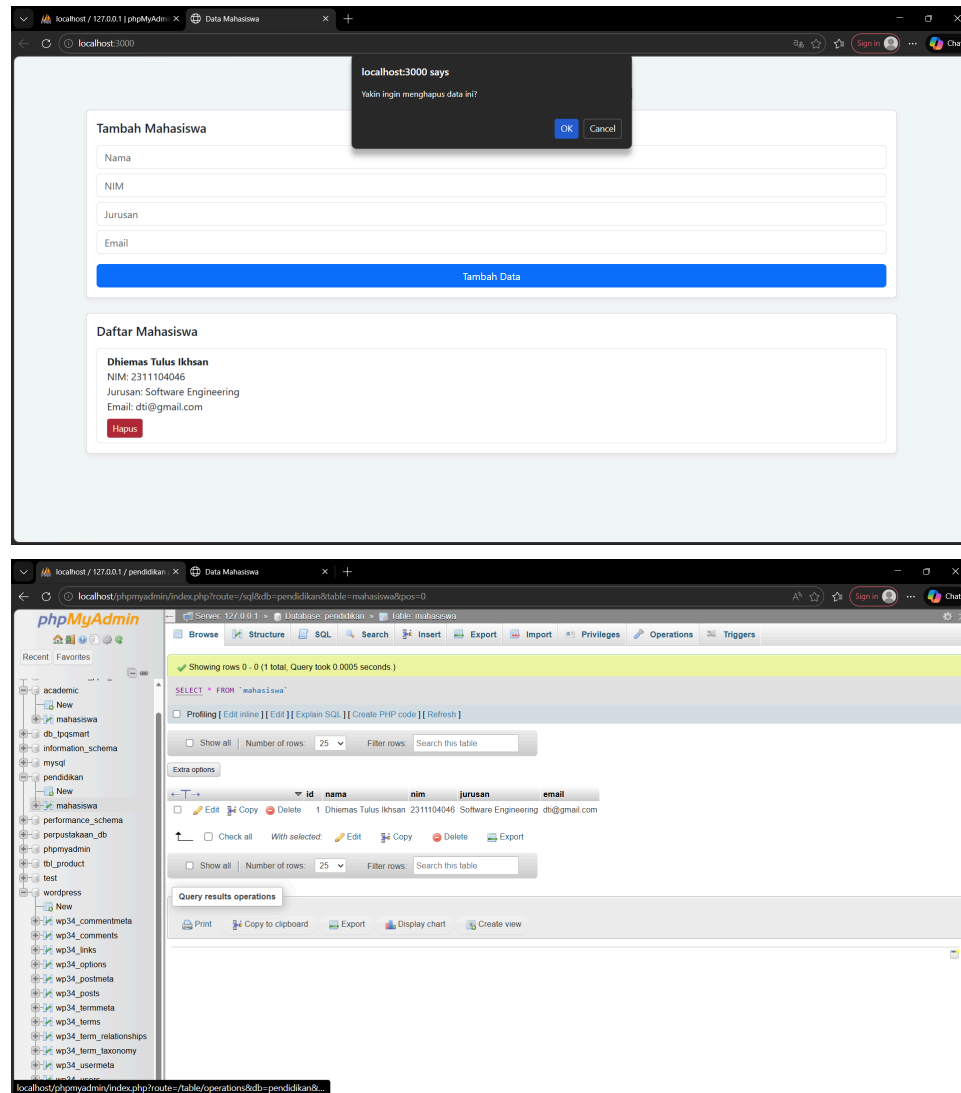 localhost / 127.0.0.1 | phpMyAdm
Data Mahasiswa
localhost:3000
Sign in
Cha
localhost:3000 says
Yakin ingin menghapus data ini?
OK
Cancel
Tambah Mahasiswa
Nama
NIM
Jurusan
Email
Tambah Data
Daftar Mahasiswa
Dhiemas Tulus Ikhsan
NIM: 2311104046
Jurusan: Software Engineering
Email: dti@gmail.com
Hapus
localhost / 127.0.0.1 / pendidikan /
Data Mahasiswa
localhost/phpmyadmin/index.php?route=/sql&db=pendidikan&table=mahasiswa&pos=0
Sign in
Chat
phpMyAdmin
Recent Favorites
academic
New
mahasiswa
db_tpqsmart
information_schema
mysql
pendidikan
New
mahasiswa
performance_schema
perpustakaan_db
phpmyadmin
tbl_product
test
wordpress
New
wp34_commentmeta
wp34_comments
wp34_links
wp34_options
wp34_postmeta
wp34_posts
wp34_termmeta
wp34_terms
wp34_term_relationships
wp34_term_taxonomy
wp34_usermeta
wp34_users
localhost/phpmyadmin/index.php?route=/table/operations&db=pendidikan&...
Server: 127.0.0.1 » Database: pendidikan » Table: mahasiswa
Browse Structure SQL Search Insert Export Import Privileges Operations Triggers
Showing rows 0 - 0 (1 total, Query took 0.0005 seconds.)
SELECT * FROM `mahasiswa`
Profiling [ Edit inline ] [ Edit ] [ Explain SQL ] [ Create PHP code ] [ Refresh ]
Show all | Number of rows: 25 Filter rows: Search this table
Extra options
←T→ id nama nim jurusan email
Edit Copy Delete 1 Dhiemas Tulus Ikhsan 2311104046 Software Engineering dti@gmail.com
Check all With selected: Edit Copy Delete Export
Show all | Number of rows: 25 Filter rows: Search this table
Query results operations
Print Copy to clipboard Export Display chart Create view